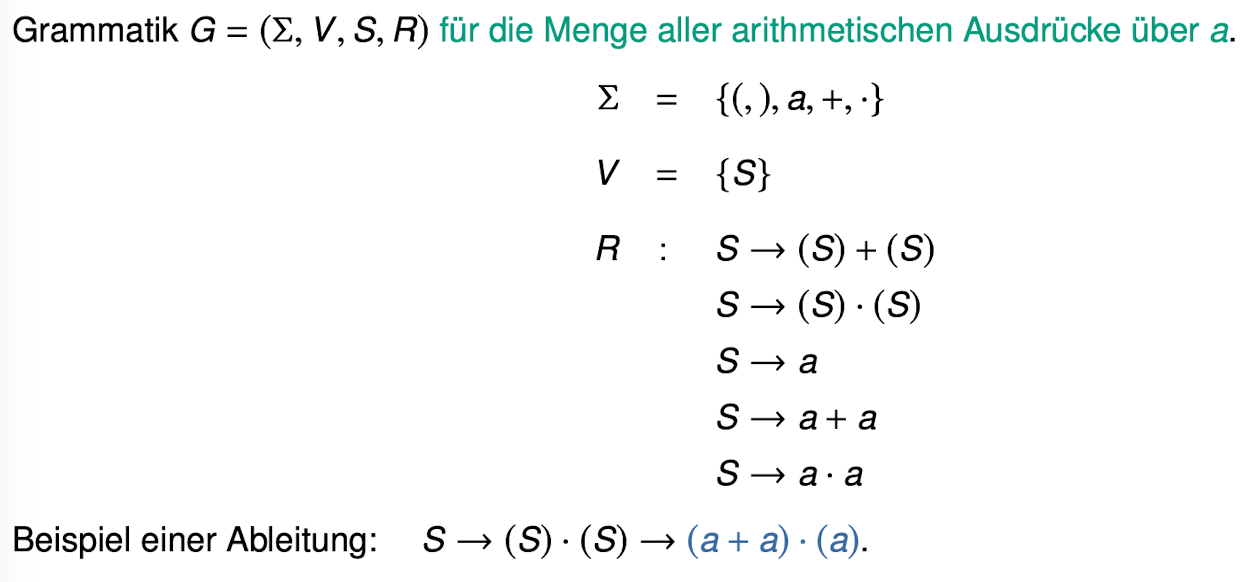 Grammatik G = (Σ, V, S, R) für die Menge aller arithmetischen Ausdrücke über a.
Σ = {(, ), a, +, ·}
V = {S}
R : S → (S) + (S)
S → (S) · (S)
S → a
S → a + a
S → a · a
Beispiel einer Ableitung: S → (S) · (S) → (a + a) · (a).